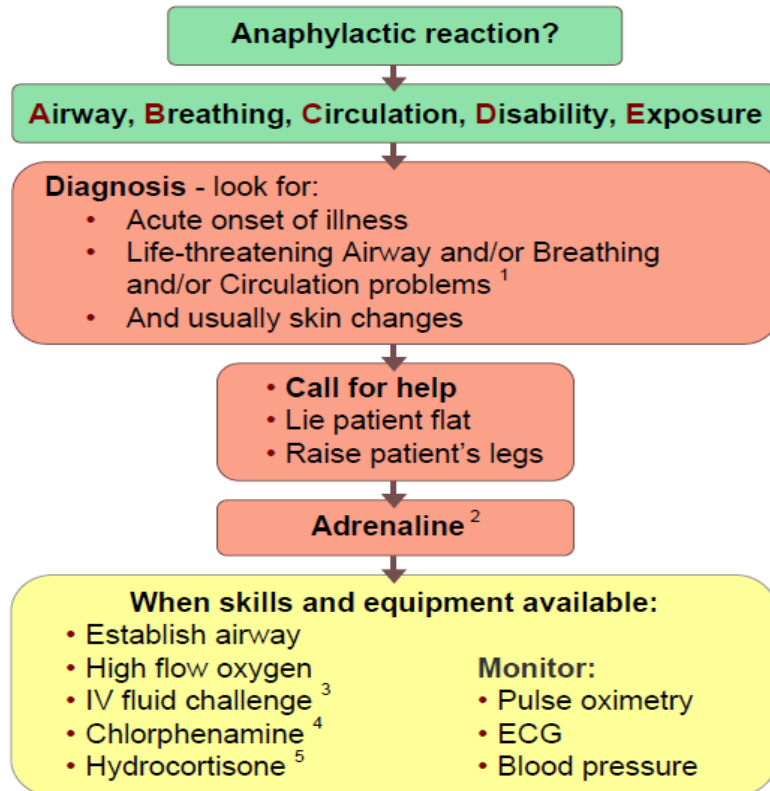 Anaphylactic reaction?
Airway, Breathing, Circulation, Disability, Exposure
Diagnosis - look for:
• Acute onset of illness
• Life-threatening Airway and/or Breathing
and/or Circulation problems ¹
• And usually skin changes
• Call for help
• Lie patient flat
• Raise patient's legs
Adrenaline ²
When skills and equipment available:
• Establish airway
• High flow oxygen
• IV fluid challenge ³
• Chlorphenamine ⁴
• Hydrocortisone ⁵
Monitor:
• Pulse oximetry
• ECG
• Blood pressure